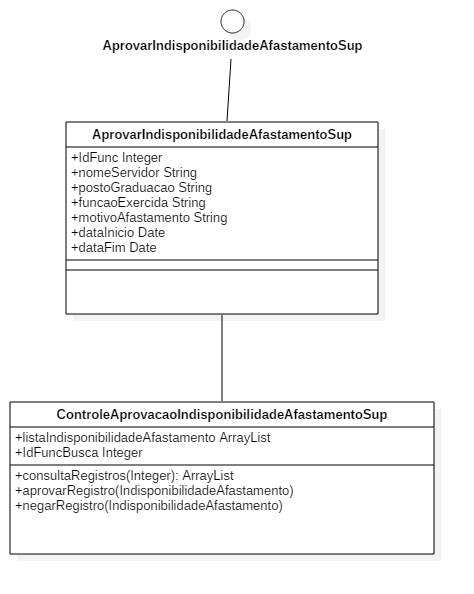 AprovarIndisponibilidadeAfastamentoSup
AprovarIndisponibilidadeAfastamentoSup
+IdFunc Integer
+nomeServidor String
+postoGraduacao String
+funcaoExercida String
+motivoAfastamento String
+dataInicio Date
+dataFim Date
ControleAprovacaoIndisponibilidadeAfastamentoSup
+listaIndisponibilidadeAfastamento ArrayList
+IdFuncBusca Integer
+consultaRegistros(Integer): ArrayList
+aprovarRegistro(IndisponibilidadeAfastamento)
+negarRegistro(IndisponibilidadeAfastamento)